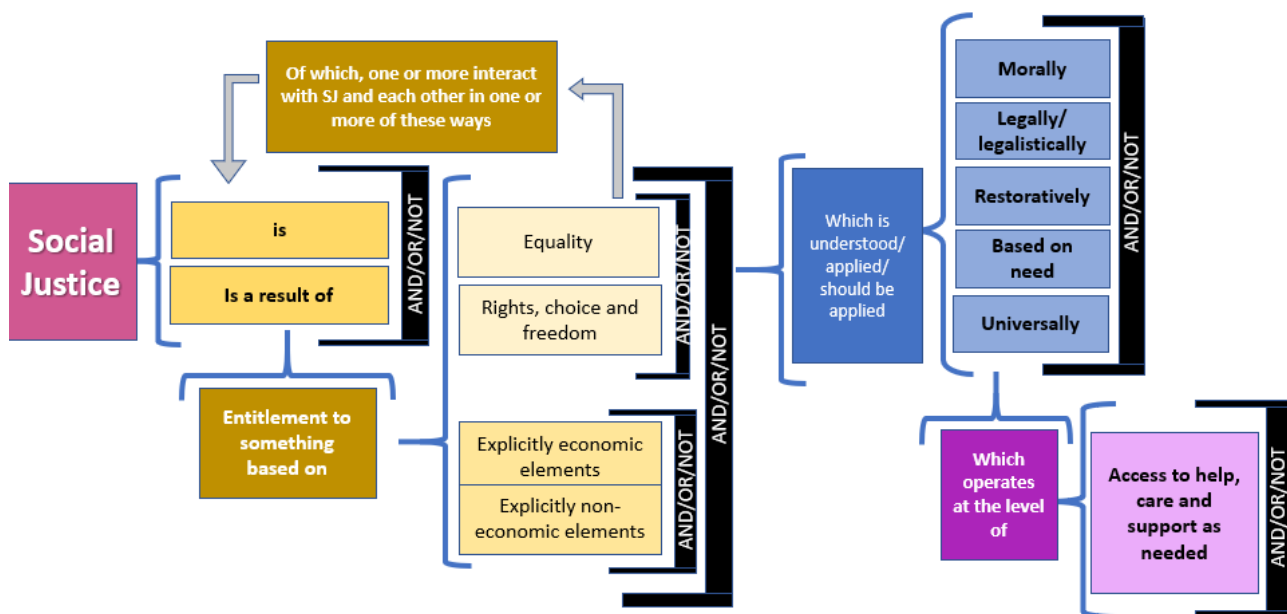 Of which, one or more interact
with SJ and each other in one or
more of these ways
Social
Justice
is
Is a result of
AND/OR/NOT
Entitlement to
something
based on
Equality
Rights, choice and
freedom
AND/OR/NOT
Explicitly economic
elements
Explicitly non-
economic elements
AND/OR/NOT
AND/OR/NOT
Which is
understood/
applied/
should be
applied
Morally
Legally/
legalistically
Restoratively
Based on
need
Universally
AND/OR/NOT
Which
operates
at the level
of
Access to help,
care and
support as
needed
AND/OR/NOT